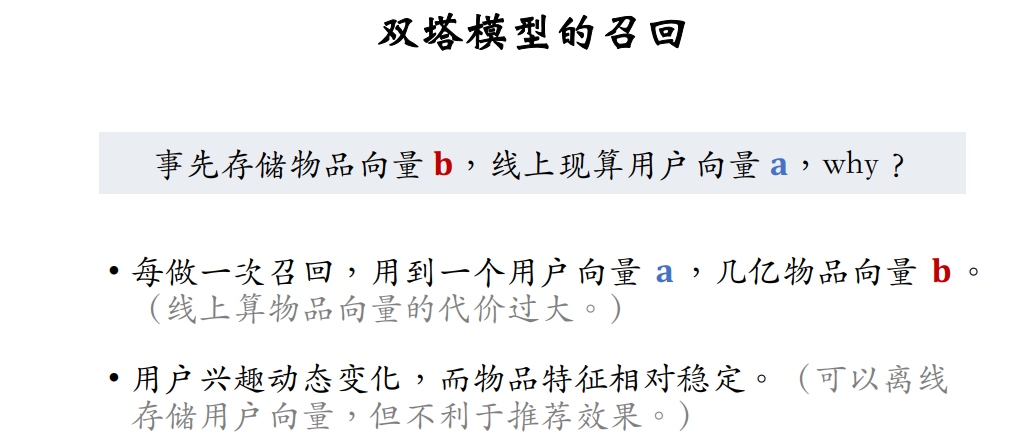 双塔模型的召回
事先存储物品向量 b，线上现算用户向量 a，why？
• 每做一次召回，用到一个用户向量 a ，几亿物品向量 b 。
（线上算物品向量的代价过大。）
• 用户兴趣动态变化，而物品特征相对稳定。（可以离线
存储用户向量，但不利于推荐效果。）